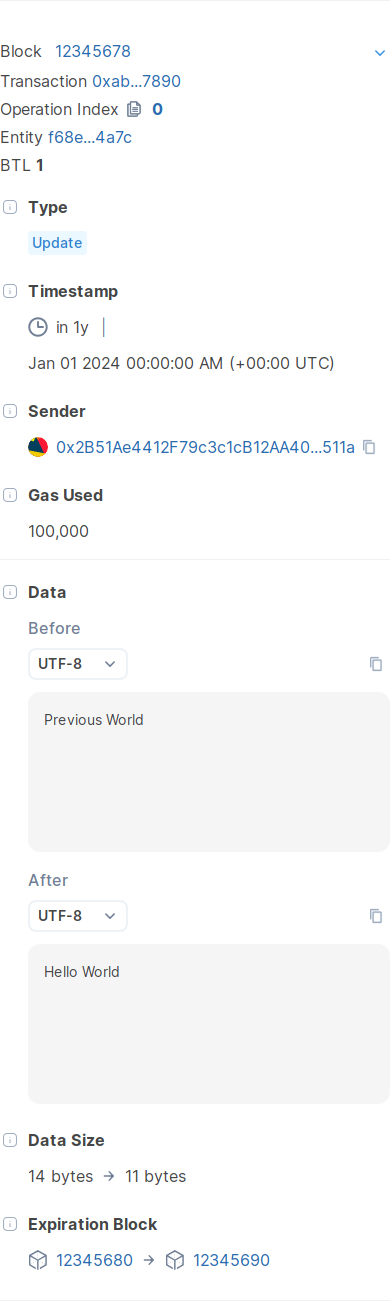 Block 12345678
Transaction 0xab...7890
Operation Index 0
Entity f68e...4a7c
BTL 1
Type
Update
Timestamp
in 1y |
Jan 01 2024 00:00:00 AM (+00:00 UTC)
Sender
0x2B51Ae4412F79c3c1cB12AA40...511a
Gas Used
100,000
Data
Before
UTF-8
Previous World
After
UTF-8
Hello World
Data Size
14 bytes → 11 bytes
Expiration Block
12345680 → 12345690